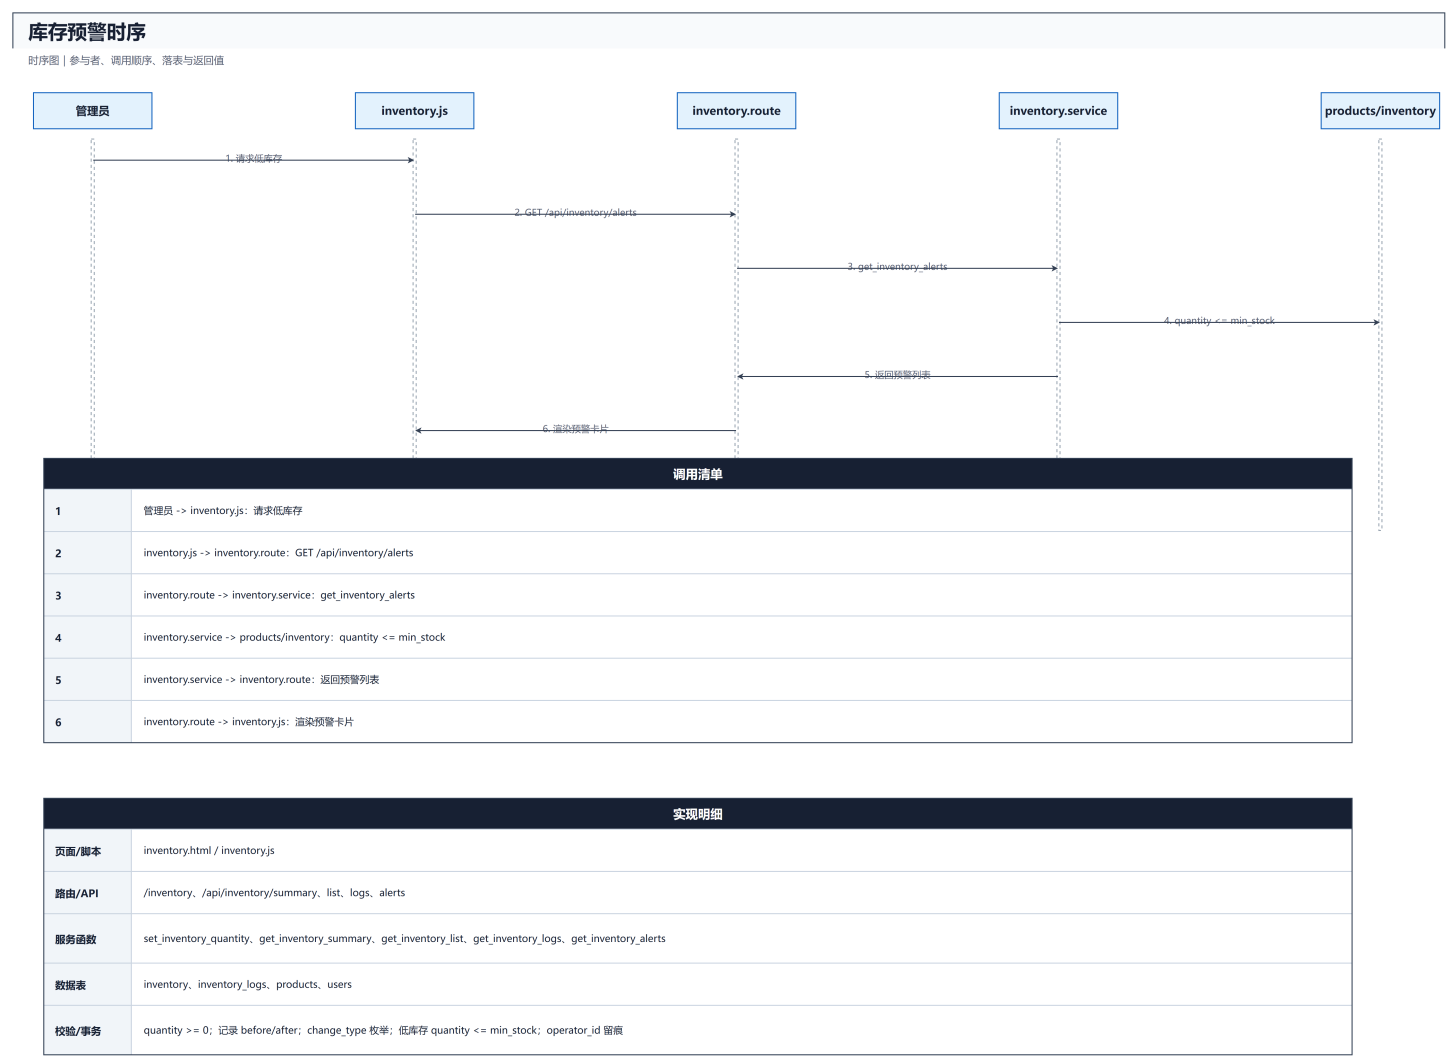 库存预警时序
时序图 | 参与者、调用顺序、落表与返回值
管理员
inventory.js
inventory.route
inventory.service
products/inventory
1. 请求低库存
2. GET /api/inventory/alerts
3. get_inventory_alerts
4. quantity <= min_stock
5. 返回预警列表
6. 渲染预警卡片
调用清单
1 管理员 -> inventory.js：请求低库存
2 inventory.js -> inventory.route：GET /api/inventory/alerts
3 inventory.route -> inventory.service：get_inventory_alerts
4 inventory.service -> products/inventory：quantity <= min_stock
5 inventory.service -> inventory.route：返回预警列表
6 inventory.route -> inventory.js：渲染预警卡片
实现明细
页面/脚本 inventory.html / inventory.js
路由/API /inventory、/api/inventory/summary、list、logs、alerts
服务函数 set_inventory_quantity、get_inventory_summary、get_inventory_list、get_inventory_logs、get_inventory_alerts
数据表 inventory、inventory_logs、products、users
校验/事务 quantity >= 0；记录 before/after；change_type 枚举；低库存 quantity <= min_stock；operator_id 留痕